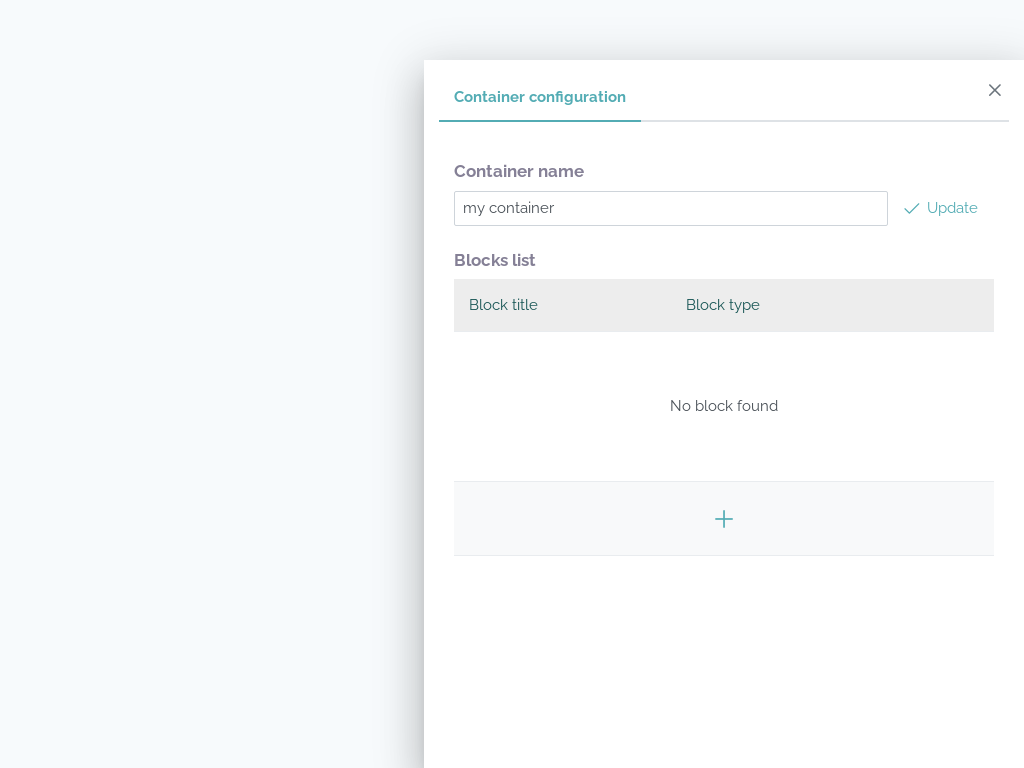 Container configuration
Container name
my container
Update
Blocks list
Block title Block type
No block found